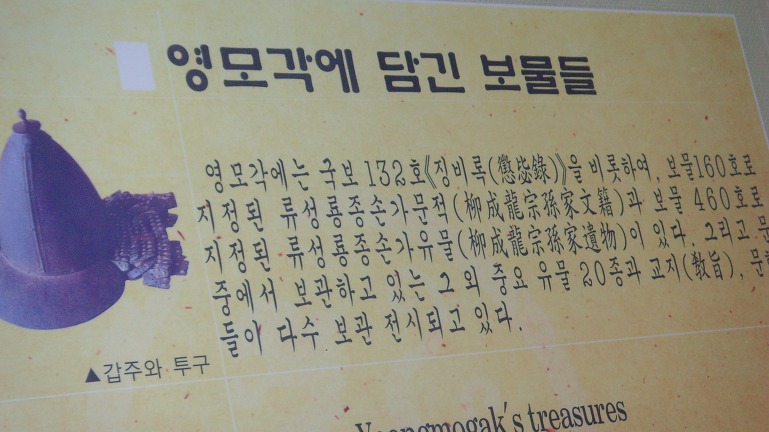 영모각에 담긴 보물들
영모각에는 국보 132호《징비록(懲毖錄)》을 비롯하여, 보물160호로
지정된 류성룡종손가문적(柳成龍宗孫家文籍)과 보물 460호로
지정된 류성룡종손가유물(柳成龍宗孫家遺物)이 있다. 그리고 문
중에서 보관하고 있는 그 외 중요 유물 20종과 교지(敎旨),
들이 다수 보관 전시되고 있다.
▲갑주와 투구
Yeongmogak's treasures